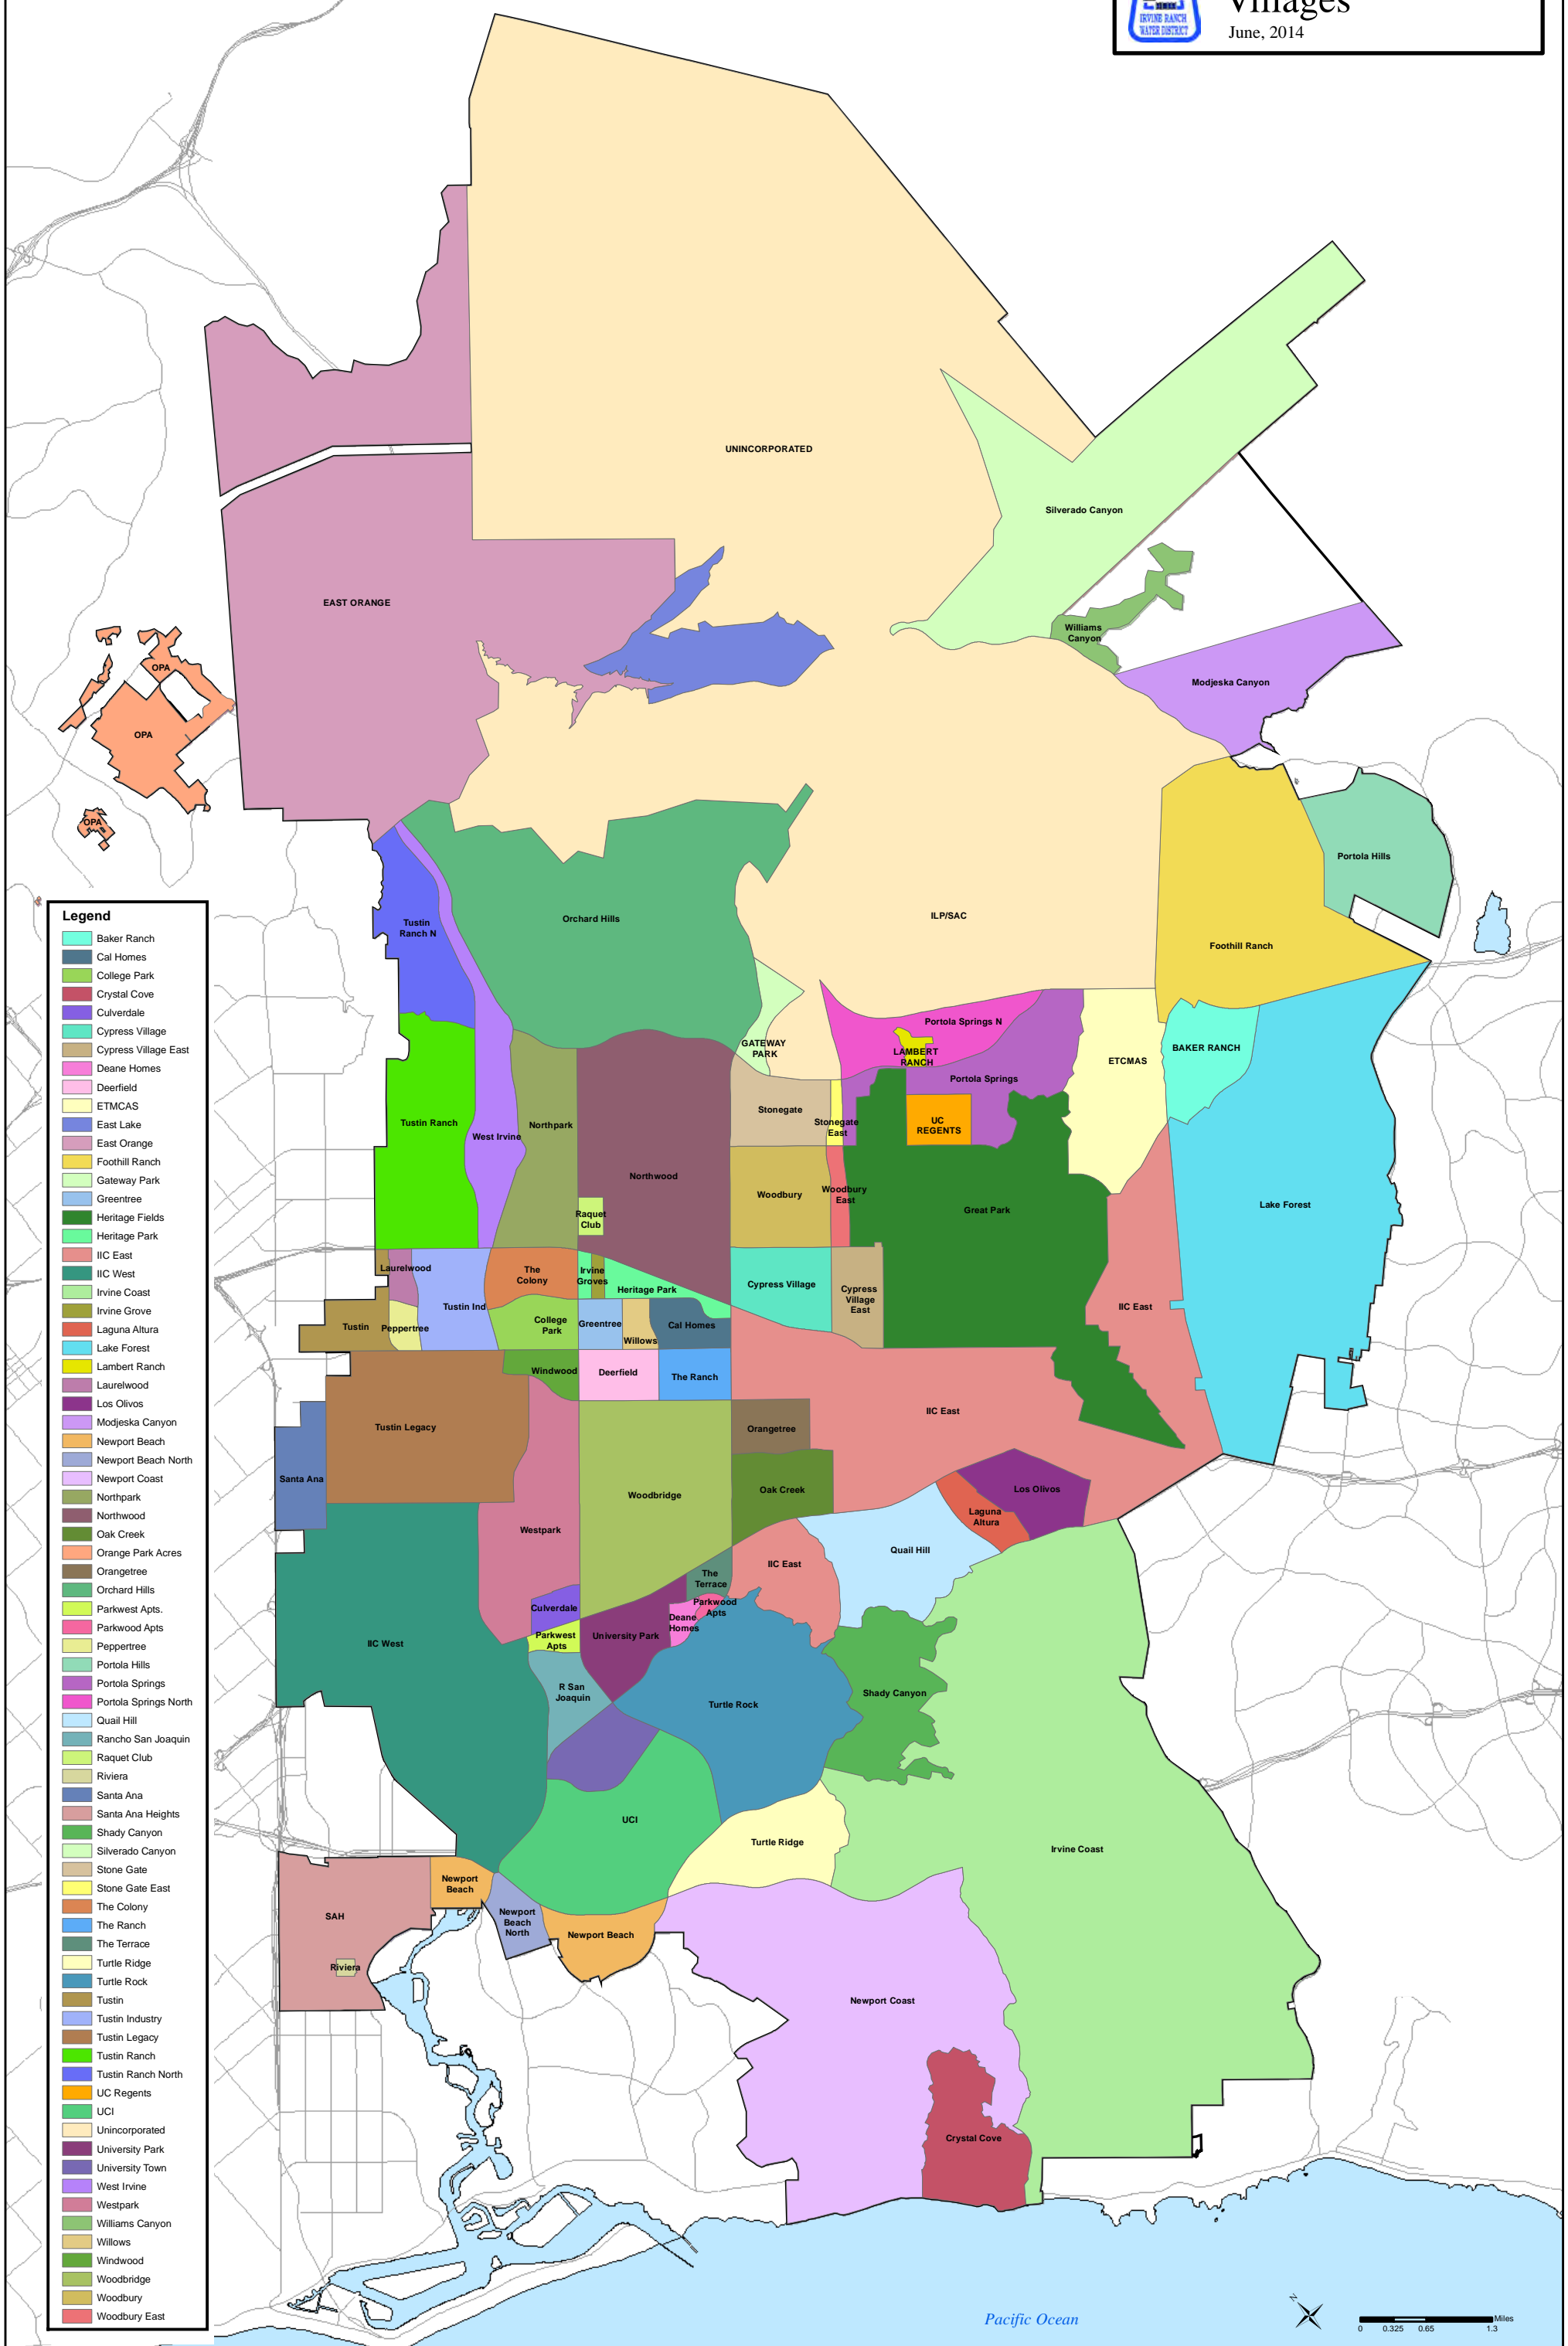 Villages
June, 2014
IRVINE RANCH
WATER DISTRICT
UNINCORPORATED
Silverado Canyon
EAST ORANGE
Williams
Canyon
Modjeska Canyon
OPA
OPA
OPA
Portola Hills
Orchard Hills
ILP/SAC
Tustin
Ranch N
Foothill Ranch
Portola Springs N
GATEWAY
PARK
LAMBERT
RANCH
BAKER RANCH
ETCMAS
Portola Springs
Stonegate
Stonegate
East
UC
REGENTS
Tustin Ranch
Northpark
West Irvine
Northwood
Woodbury
Woodbury
East
Great Park
Lake Forest
Raquet
Club
Laurelwood
The
Colony
Irvine
Groves
Heritage Park
Cypress Village
Cypress
Village
East
IIC East
Tustin Ind
Tustin
Peppertree
College
Park
Greentree
Willows
Cal Homes
Windwood
Deerfield
The Ranch
IIC East
Tustin Legacy
Orangetree
Santa Ana
Woodbridge
Oak Creek
Los Olivos
Laguna
Altura
Westpark
Quail Hill
IIC East
The
Terrace
Culverdale
Parkwood
Apts
Deane
Homes
Parkwest
Apts
University Park
IIC West
R San
Joaquin
Turtle Rock
Shady Canyon
UCI
Turtle Ridge
Irvine Coast
Newport
Beach
SAH
Newport
Beach
North
Newport Beach
Riviera
Newport Coast
Crystal Cove
Pacific Ocean
N
Miles
0 0.325 0.65 1.3
Legend
Baker Ranch
Cal Homes
College Park
Crystal Cove
Culverdale
Cypress Village
Cypress Village East
Deane Homes
Deerfield
ETMCAS
East Lake
East Orange
Foothill Ranch
Gateway Park
Greentree
Heritage Fields
Heritage Park
IIC East
IIC West
Irvine Coast
Irvine Grove
Laguna Altura
Lake Forest
Lambert Ranch
Laurelwood
Los Olivos
Modjeska Canyon
Newport Beach
Newport Beach North
Newport Coast
Northpark
Northwood
Oak Creek
Orange Park Acres
Orangetree
Orchard Hills
Parkwest Apts.
Parkwood Apts
Peppertree
Portola Hills
Portola Springs
Portola Springs North
Quail Hill
Rancho San Joaquin
Raquet Club
Riviera
Santa Ana
Santa Ana Heights
Shady Canyon
Silverado Canyon
Stone Gate
Stone Gate East
The Colony
The Ranch
The Terrace
Turtle Ridge
Turtle Rock
Tustin
Tustin Industry
Tustin Legacy
Tustin Ranch
Tustin Ranch North
UC Regents
UCI
Unincorporated
University Park
University Town
West Irvine
Westpark
Williams Canyon
Willows
Windwood
Woodbridge
Woodbury
Woodbury East